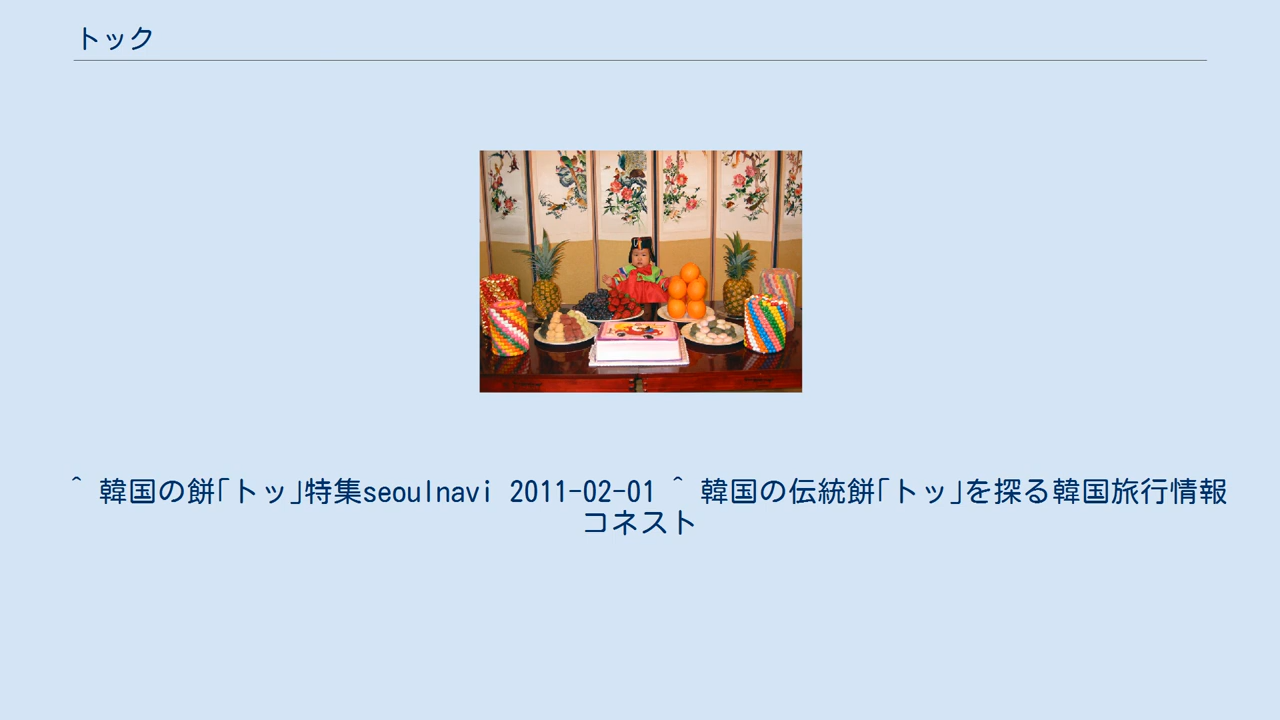 トック
^ 韓国の餅｢トッ｣特集seoulnavi 2011-02-01 ^ 韓国の伝統餅｢トッ｣を探る韓国旅行情報
コネスト